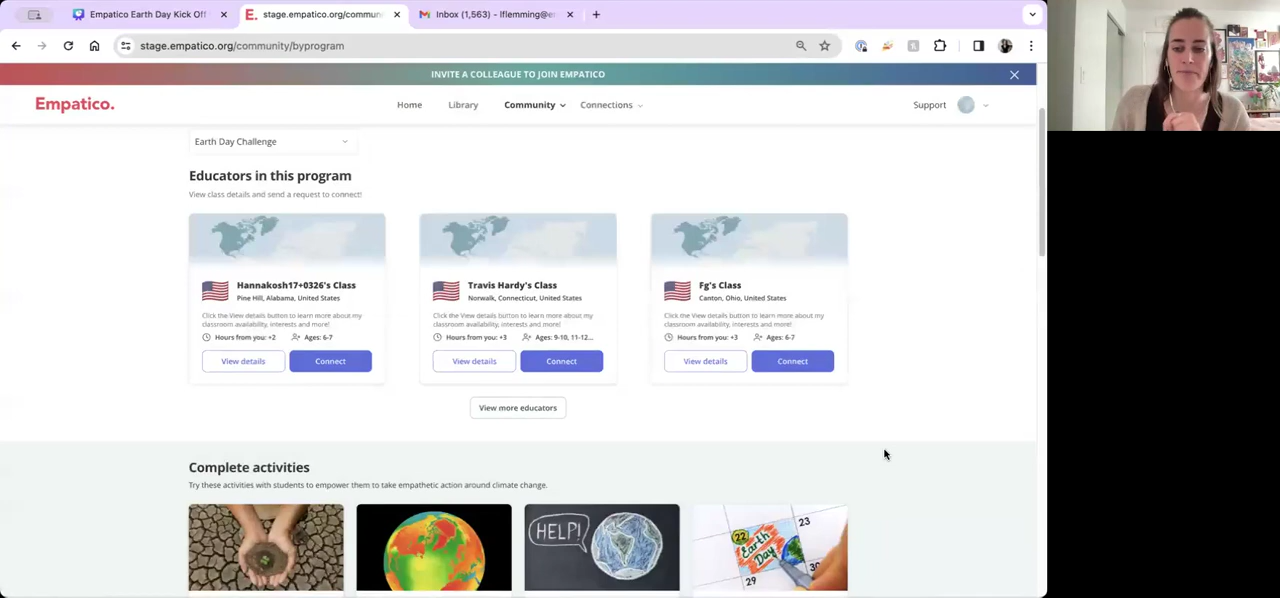 Empatico Earth Day Kick Off
stage.empatico.org/commun
Inbox (1,563) - lflemming@e
stage.empatico.org/community/byprogram
INVITE A COLLEAGUE TO JOIN EMPATICO
Empatico.
Home
Library
Community
Connections
Support
Earth Day Challenge
Educators in this program
View class details and send a request to connect!
Hannakosh17+0326's Class
Pine Hill, Alabama, United States
Click the View details button to learn more about my
classroom availability, interests and more!
Hours from you: +2
Ages: 6-7
View details
Connect
Travis Hardy's Class
Norwalk, Connecticut, United States
Click the View details button to learn more about my
classroom availability, interests and more!
Hours from you: +3
Ages: 9-10, 11-12...
View details
Connect
Fg's Class
Canton, Ohio, United States
Click the View details button to learn more about my
classroom availability, interests and more!
Hours from you: +3
Ages: 6-7
View details
Connect
View more educators
Complete activities
Try these activities with students to empower them to take empathetic action around climate change.
HELP!
22
23
Earth
Day
29
30